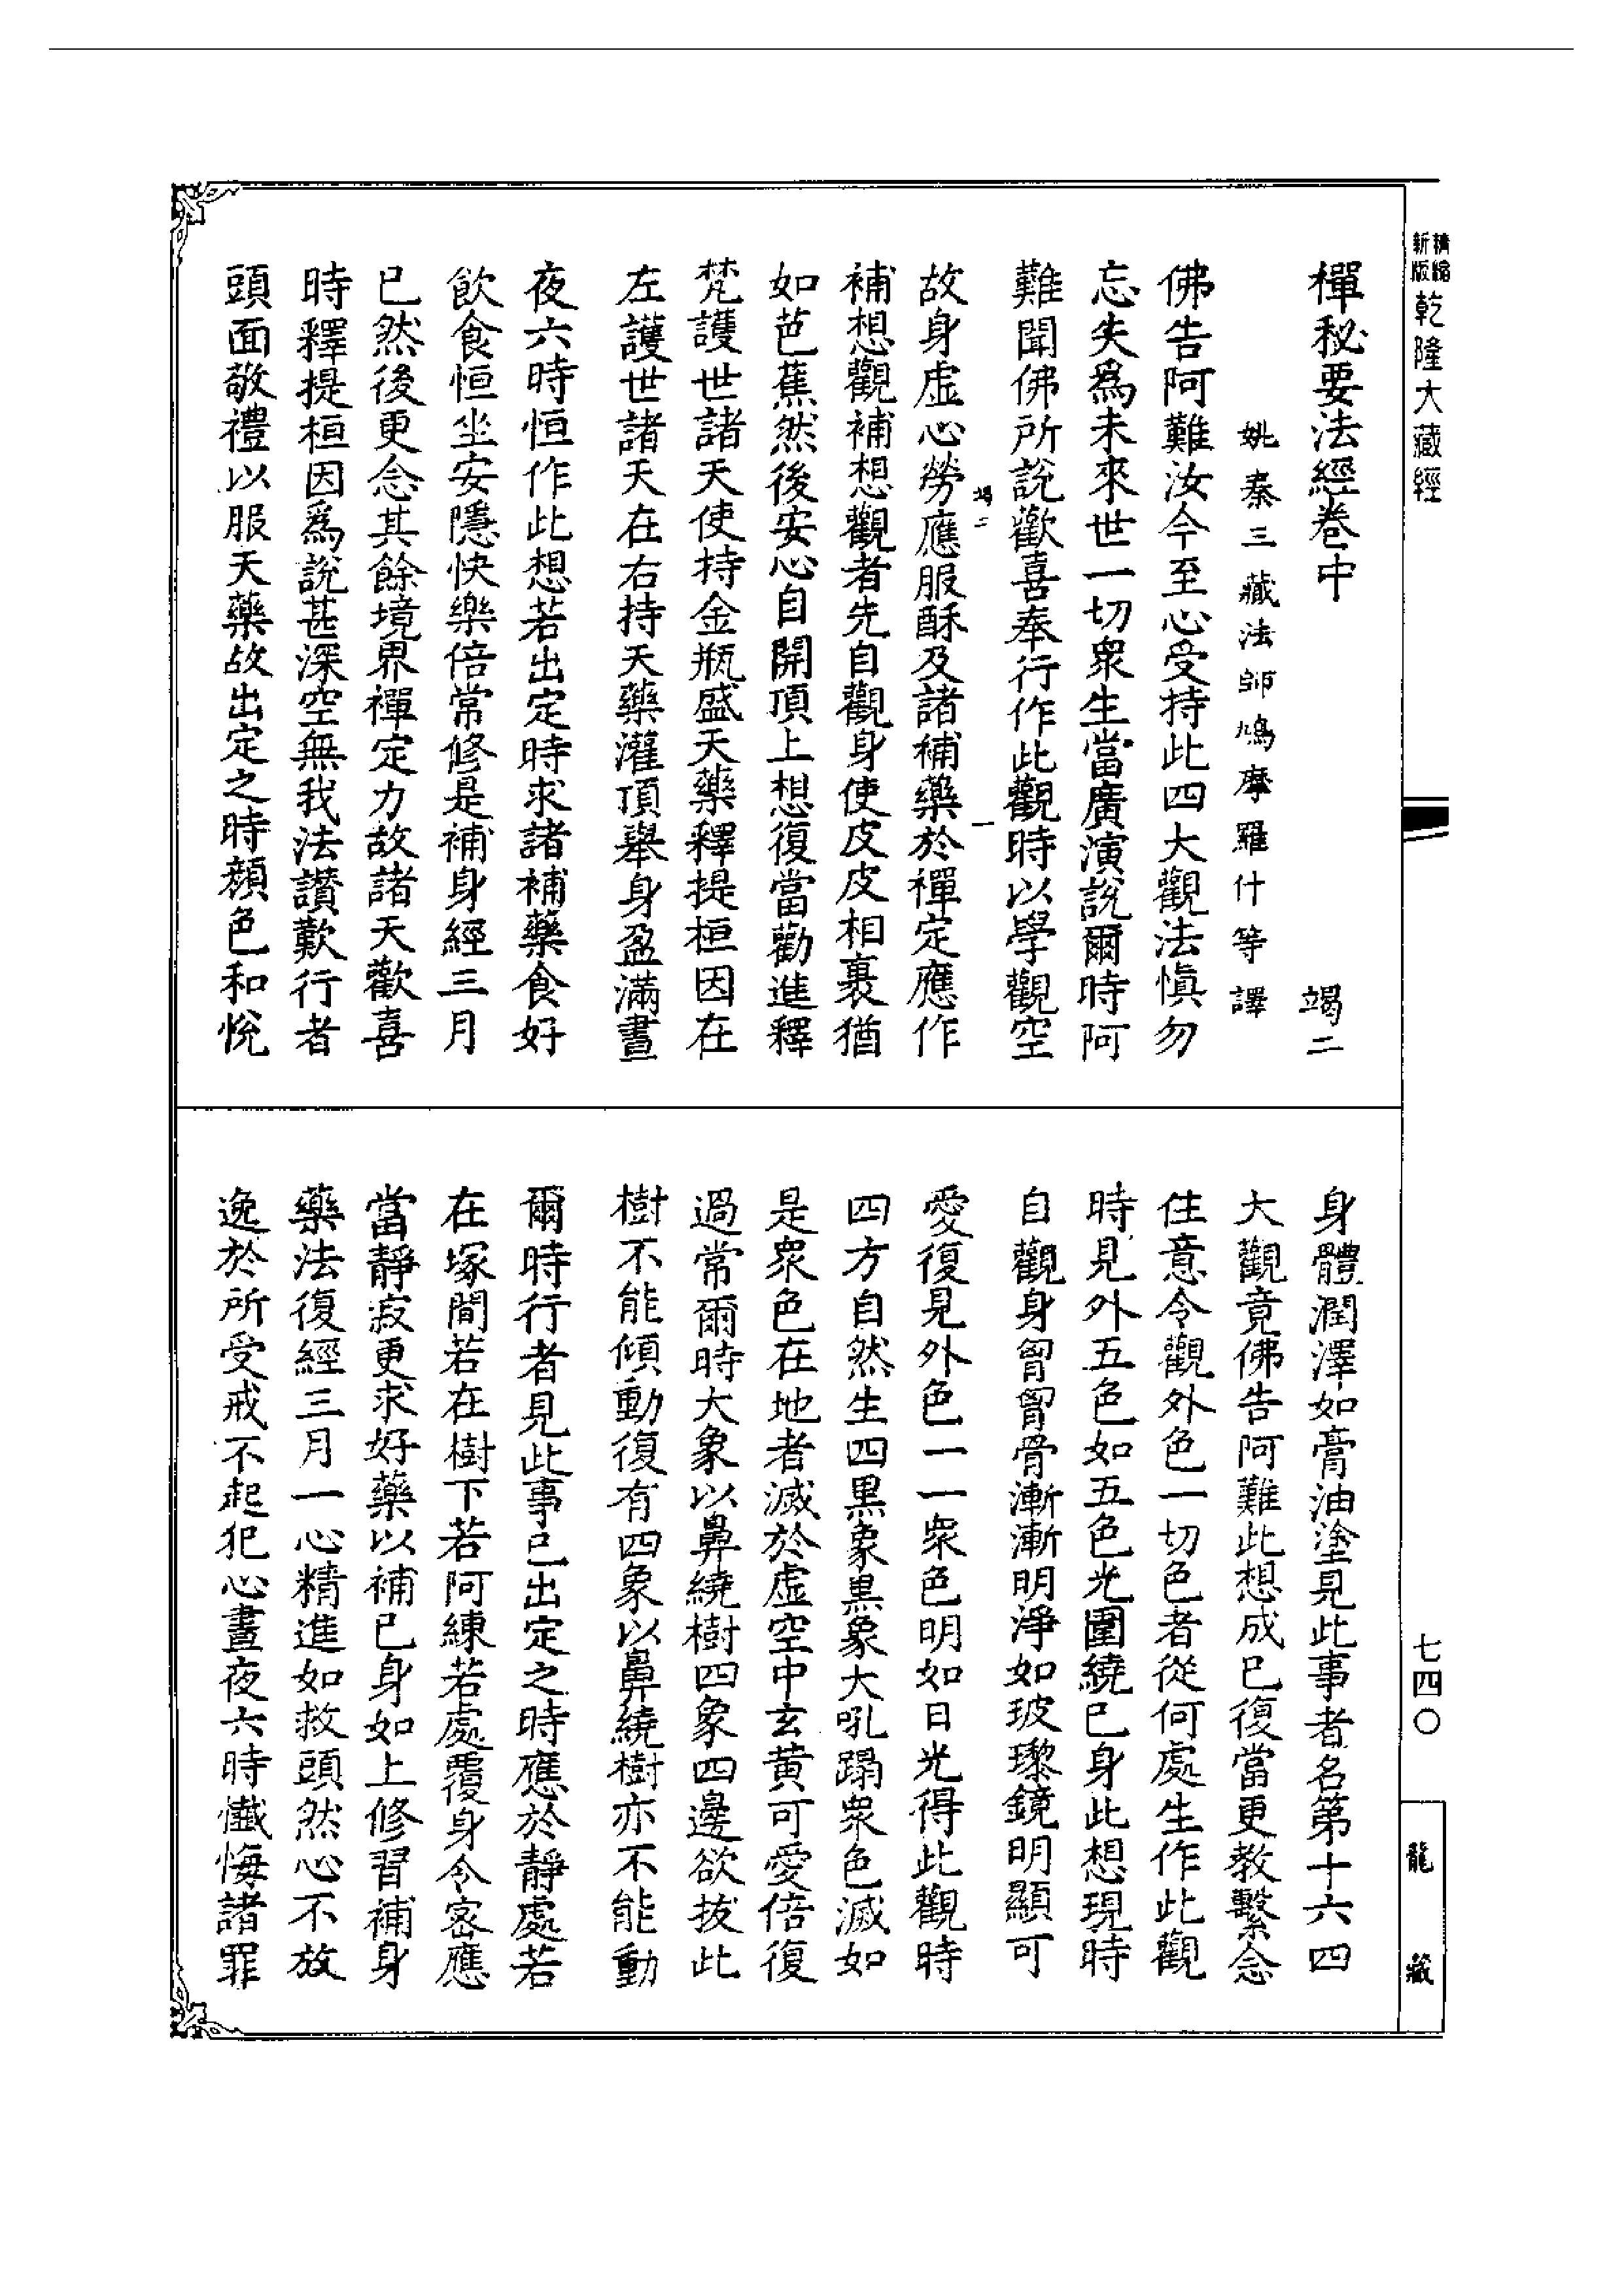 精縮新版乾隆大藏經
禪秘要法經卷中 竭二
姚秦三藏法師鳩摩羅什等譯
佛告阿難汝今至心受持此四大觀法慎勿
忘失為未來世一切眾生當廣演說爾時阿
難聞佛所說歡喜奉行作此觀時以學觀空
竭二 一
故身虛心勞應服酥及諸補藥於禪定應作
補想觀補想觀者先自觀身使皮皮相裹猶
如芭蕉然後安心自開頂上想復當勸進釋
梵護世諸天使持金瓶盛天藥釋提桓因在
左護世諸天在右持天藥灌頂舉身盈滿晝
夜六時恒作此想若出定時求諸補藥食好
飲食恒坐安隱快樂倍常修是補身經三月
已然後更念其餘境界禪定力故諸天歡喜
時釋提桓因為說甚深空無我法讚歎行者
頭面敬禮以服天藥故出定之時顏色和悅
身體潤澤如膏油塗見此事者名第十六四
大觀竟佛告阿難此想成已復當更教繫念
住意令觀外色一切色者從何處生作此觀
時見外五色如五色光圍繞已身此想現時
自觀身胷胷骨漸漸明淨如玻瓈鏡明顯可
愛復見外色一一眾色明如日光得此觀時
四方自然生四黑象黑象大吼蹋眾色滅如
是眾色在地者滅於虛空中玄黃可愛倍復
過常爾時大象以鼻繞樹四象四邊欲拔此
樹不能傾動復有四象以鼻繞樹亦不能動
爾時行者見此事已出定之時應於靜處若
在塚間若在樹下若阿練若處覆身令密應
當靜寂更求好藥以補已身如上修習補身
藥法復經三月一心精進如救頭然心不放
逸於所受戒不起犯心晝夜六時懺悔諸罪
七四〇
龍藏